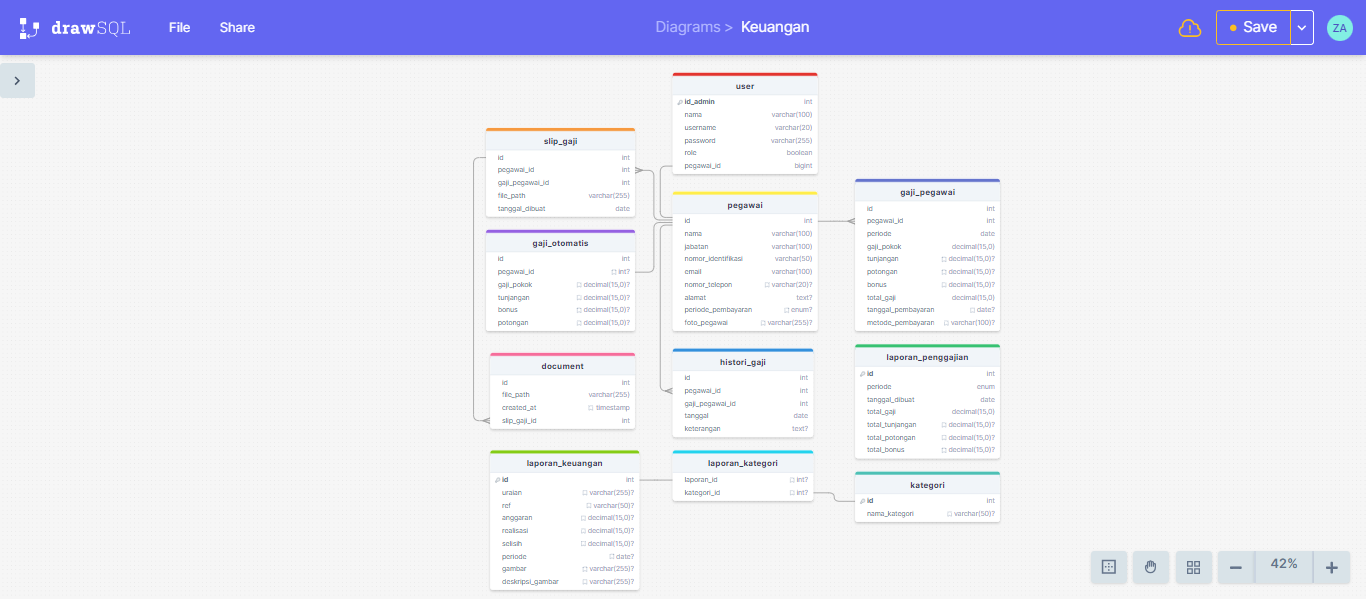 drawSQL
File
Share
Diagrams > Keuangan
Save
ZA
user
id_admin int
nama varchar(100)
username varchar(20)
password varchar(255)
role boolean
pegawai_id bigint
slip_gaji
id int
pegawai_id int
gaji_pegawai_id int
file_path varchar(255)
tanggal_dibuat date
gaji_pegawai
id int
pegawai_id int
periode date
gaji_pokok decimal(15,0)
tunjangan decimal(15,0)?
potongan decimal(15,0)?
bonus decimal(15,0)?
total_gaji decimal(15,0)
tanggal_pembayaran date?
metode_pembayaran varchar(100)?
pegawai
id int
nama varchar(100)
jabatan varchar(100)
nomor_identifikasi varchar(50)
email varchar(100)
nomor_telepon varchar(20)?
alamat text?
periode_pembayaran enum?
foto_pegawai varchar(255)?
gaji_otomatis
id int
pegawai_id int?
gaji_pokok decimal(15,0)?
tunjangan decimal(15,0)?
bonus decimal(15,0)?
potongan decimal(15,0)?
document
id int
file_path varchar(255)
created_at timestamp
slip_gaji_id int
histori_gaji
id int
pegawai_id int
gaji_pegawai_id int
tanggal date
keterangan text?
laporan_penggajian
id int
periode enum
tanggal_dibuat date
total_gaji decimal(15,0)
total_tunjangan decimal(15,0)?
total_potongan decimal(15,0)?
total_bonus decimal(15,0)?
laporan_keuangan
id int
uraian varchar(255)?
ref varchar(50)?
anggaran decimal(15,0)?
realisasi decimal(15,0)?
selisih decimal(15,0)?
periode date?
gambar varchar(255)?
deskripsi_gambar varchar(255)?
laporan_kategori
laporan_id int?
kategori_id int?
kategori
id int
nama_kategori varchar(50)?
42%